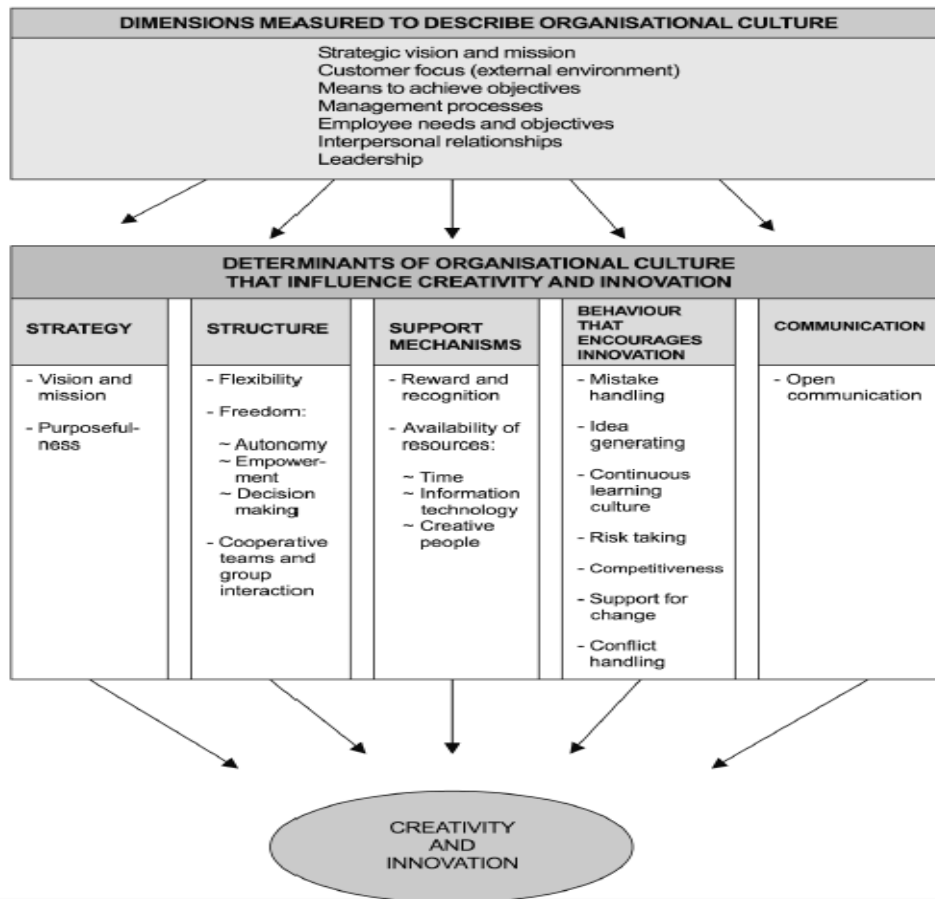 DIMENSIONS MEASURED TO DESCRIBE ORGANISATIONAL CULTURE
Strategic vision and mission
Customer focus (external environment)
Means to achieve objectives
Management processes
Employee needs and objectives
Interpersonal relationships
Leadership
DETERMINANTS OF ORGANISATIONAL CULTURE
THAT INFLUENCE CREATIVITY AND INNOVATION
STRATEGY
- Vision and
mission
- Purposeful-
ness
STRUCTURE
- Flexibility
- Freedom:
~ Autonomy
~ Empower-
ment
~ Decision
making
- Cooperative
teams and
group
interaction
SUPPORT
MECHANISMS
- Reward and
recognition
- Availability of
resources:
~ Time
~ Information
technology
~ Creative
people
BEHAVIOUR
THAT
ENCOURAGES
INNOVATION
- Mistake
handling
- Idea
generating
- Continuous
learning
culture
- Risk taking
- Competitiveness
- Support for
change
- Conflict
handling
COMMUNICATION
- Open
communication
CREATIVITY
AND
INNOVATION